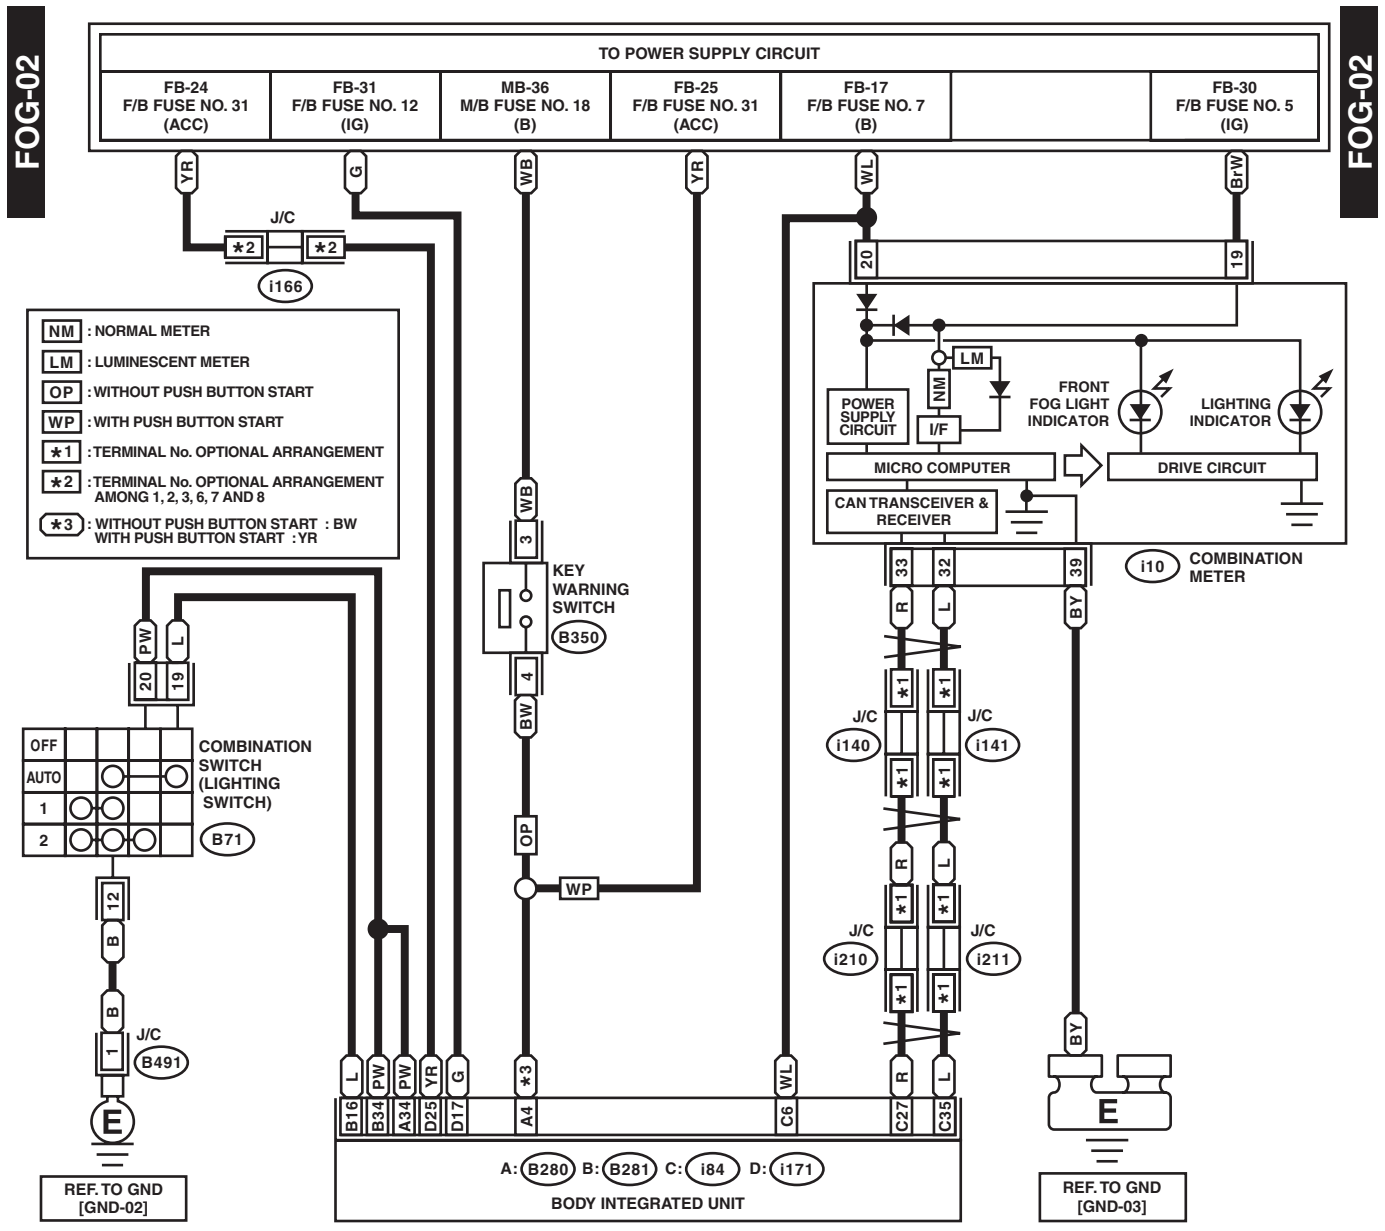 FOG-02
FOG-02
TO POWER SUPPLY CIRCUIT
FB-24
F/B FUSE NO. 31
(ACC)
FB-31
F/B FUSE NO. 12
(IG)
MB-36
M/B FUSE NO. 18
(B)
FB-25
F/B FUSE NO. 31
(ACC)
FB-17
F/B FUSE NO. 7
(B)
FB-30
F/B FUSE NO. 5
(IG)
YR
G
WB
YR
WL
BrW
J/C
*2
*2
i166
20
19
NM : NORMAL METER
LM : LUMINESCENT METER
OP : WITHOUT PUSH BUTTON START
WP : WITH PUSH BUTTON START
*1 : TERMINAL No. OPTIONAL ARRANGEMENT
*2 : TERMINAL No. OPTIONAL ARRANGEMENT
AMONG 1, 2, 3, 6, 7 AND 8
*3 : WITHOUT PUSH BUTTON START : BW
WITH PUSH BUTTON START : YR
LM
NM
I/F
POWER
SUPPLY
CIRCUIT
FRONT
FOG LIGHT
INDICATOR
LIGHTING
INDICATOR
MICRO COMPUTER
DRIVE CIRCUIT
CAN TRANSCEIVER &
RECEIVER
33
32
39
i10
COMBINATION
METER
R
L
BY
WB
3
KEY
WARNING
SWITCH
B350
4
BW
OP
WP
PW
L
20
19
OFF
AUTO
1
2
COMBINATION
SWITCH
(LIGHTING
SWITCH)
B71
12
B
B
1
J/C
B491
E
REF. TO GND
[GND-02]
*1
*1
J/C
i140
J/C
i141
*1
*1
R
L
*1
*1
J/C
i210
J/C
i211
*1
*1
BY
E
REF. TO GND
[GND-03]
L
PW
PW
YR
G
*3
WL
R
L
B16
B34
A34
D25
D17
A4
C6
C27
C35
A: B280 B: B281 C: i84 D: i171
BODY INTEGRATED UNIT